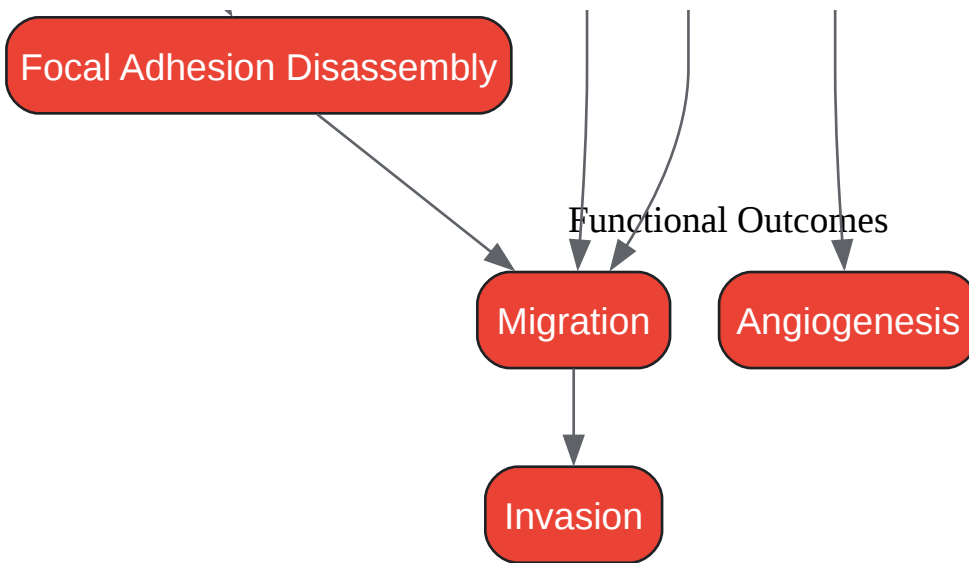 Focal Adhesion Disassembly
Functional Outcomes
Migration
Angiogenesis
Invasion